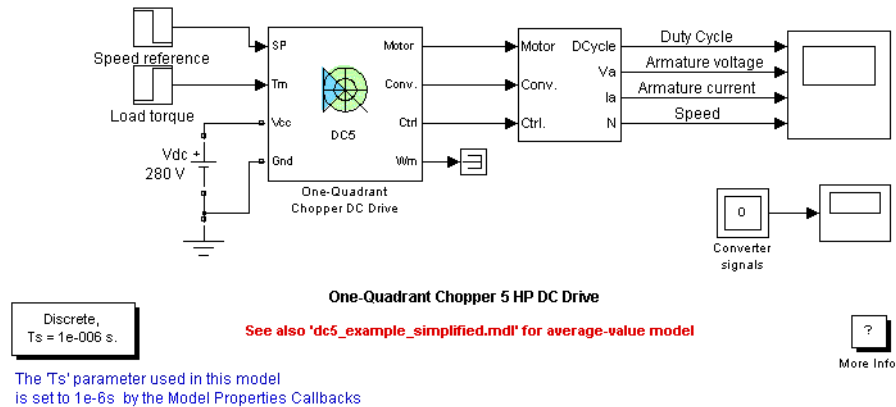 Speed reference
Load torque
Vdc +
280 V
SP
Tm
Vcc
Gnd
Motor
Conv.
Ctrl
Wm
DC5
One-Quadrant
Chopper DC Drive
Motor
Conv.
Ctrl.
DCycle
Va
Ia
N
Duty Cycle
Armature voltage
Armature current
Speed
0
Converter
signals
One-Quadrant Chopper 5 HP DC Drive
See also 'dc5_example_simplified.mdl' for average-value model
Discrete,
Ts = 1e-006 s.
?
More Info
The 'Ts' parameter used in this model
is set to 1e-6s by the Model Properties Callbacks